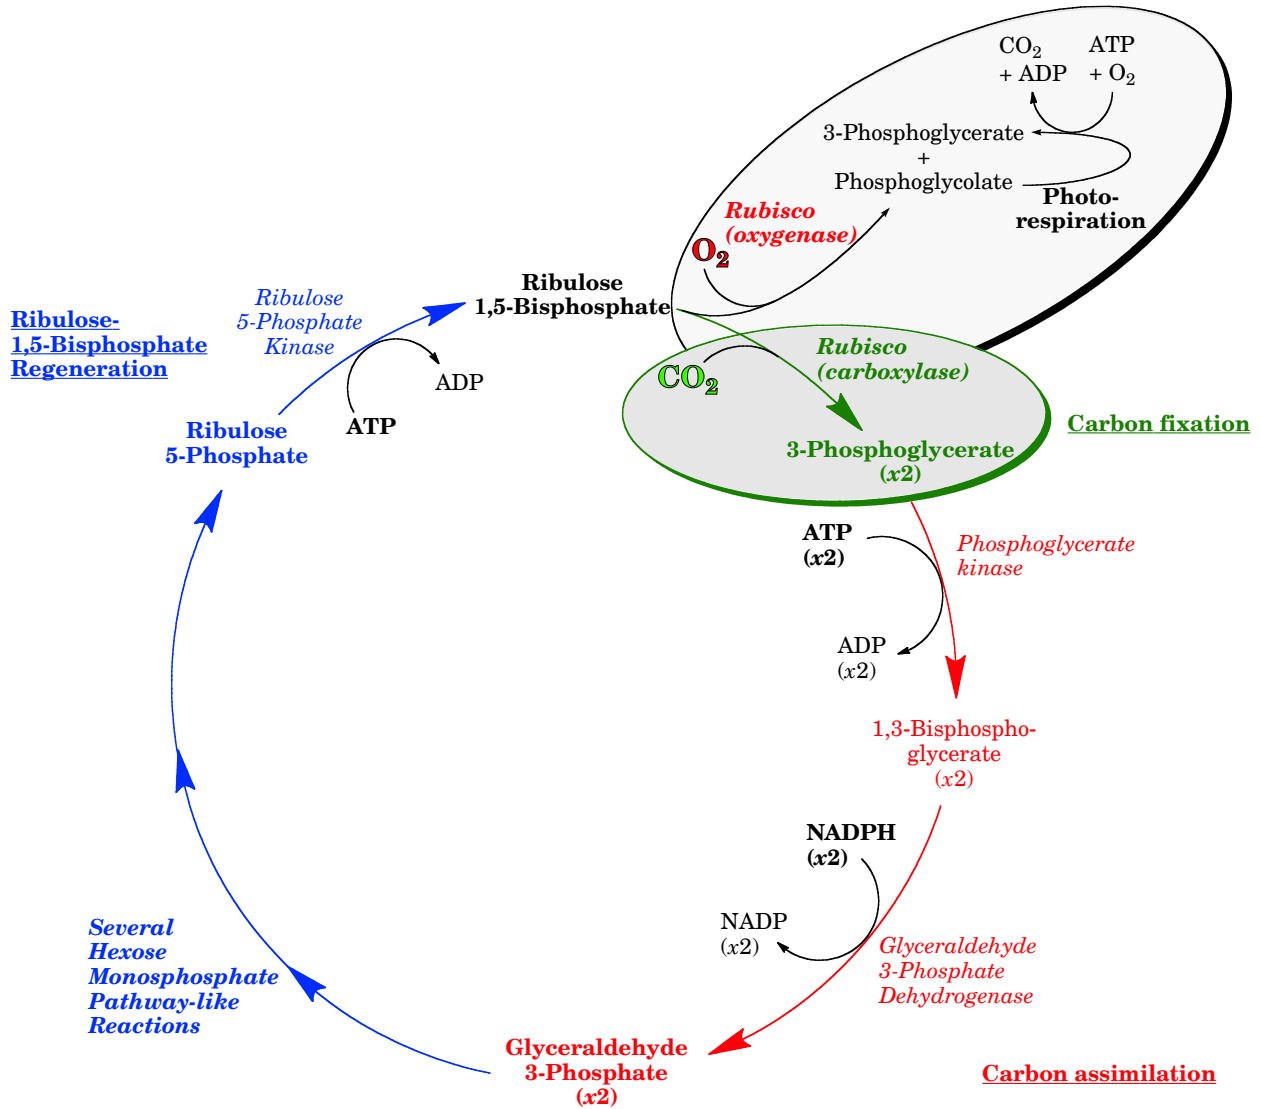 CO2
+ ADP
ATP
+ O2
3-Phosphoglycerate
+
Phosphoglycolate
Photo-
respiration
Rubisco
(oxygenase)
O2
Ribulose
1,5-Bisphosphate
Ribulose
5-Phosphate
Kinase
Ribulose-
1,5-Bisphosphate
Regeneration
ADP
ATP
Ribulose
5-Phosphate
Rubisco
(carboxylase)
CO2
3-Phosphoglycerate
(x2)
Carbon fixation
ATP
(x2)
Phosphoglycerate
kinase
ADP
(x2)
1,3-Bisphospho-
glycerate
(x2)
NADPH
(x2)
NADP
(x2)
Glyceraldehyde
3-Phosphate
Dehydrogenase
Several
Hexose
Monosphosphate
Pathway-like
Reactions
Glyceraldehyde
3-Phosphate
(x2)
Carbon assimilation